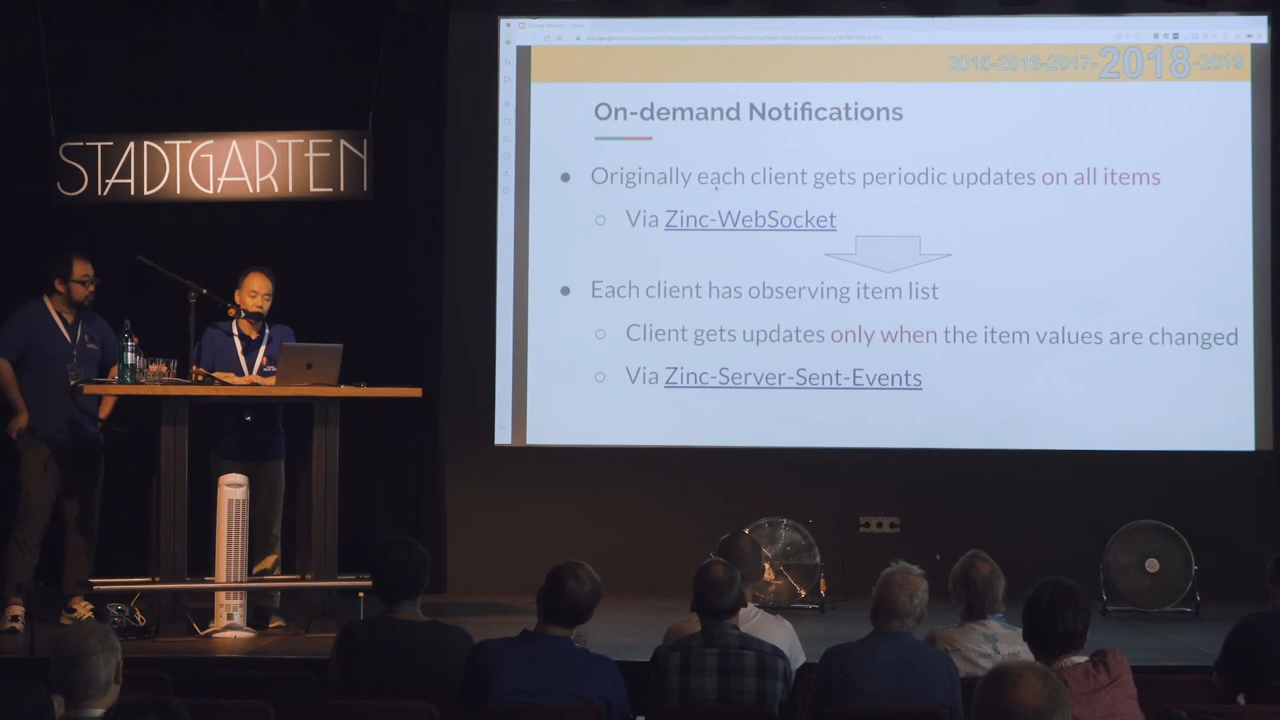 STADTGARTEN
2015-2016-2017-2018-2019
On-demand Notifications
● Originally each client gets periodic updates on all items
○ Via Zinc-WebSocket
● Each client has observing item list
○ Client gets updates only when the item values are changed
○ Via Zinc-Server-Sent-Events